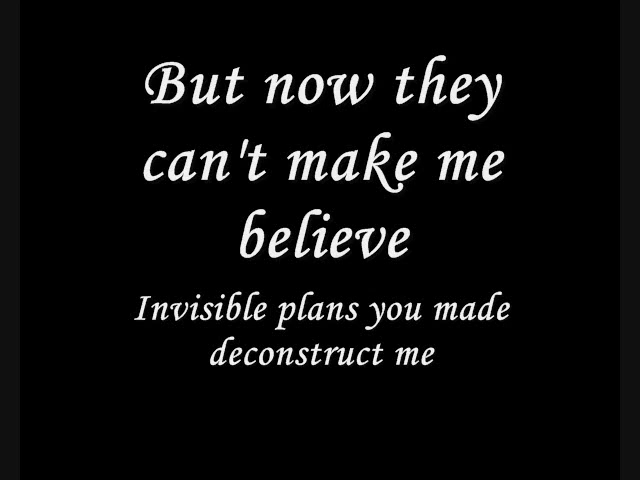 But now they
can't make me
believe
Invisible plans you made
deconstruct me